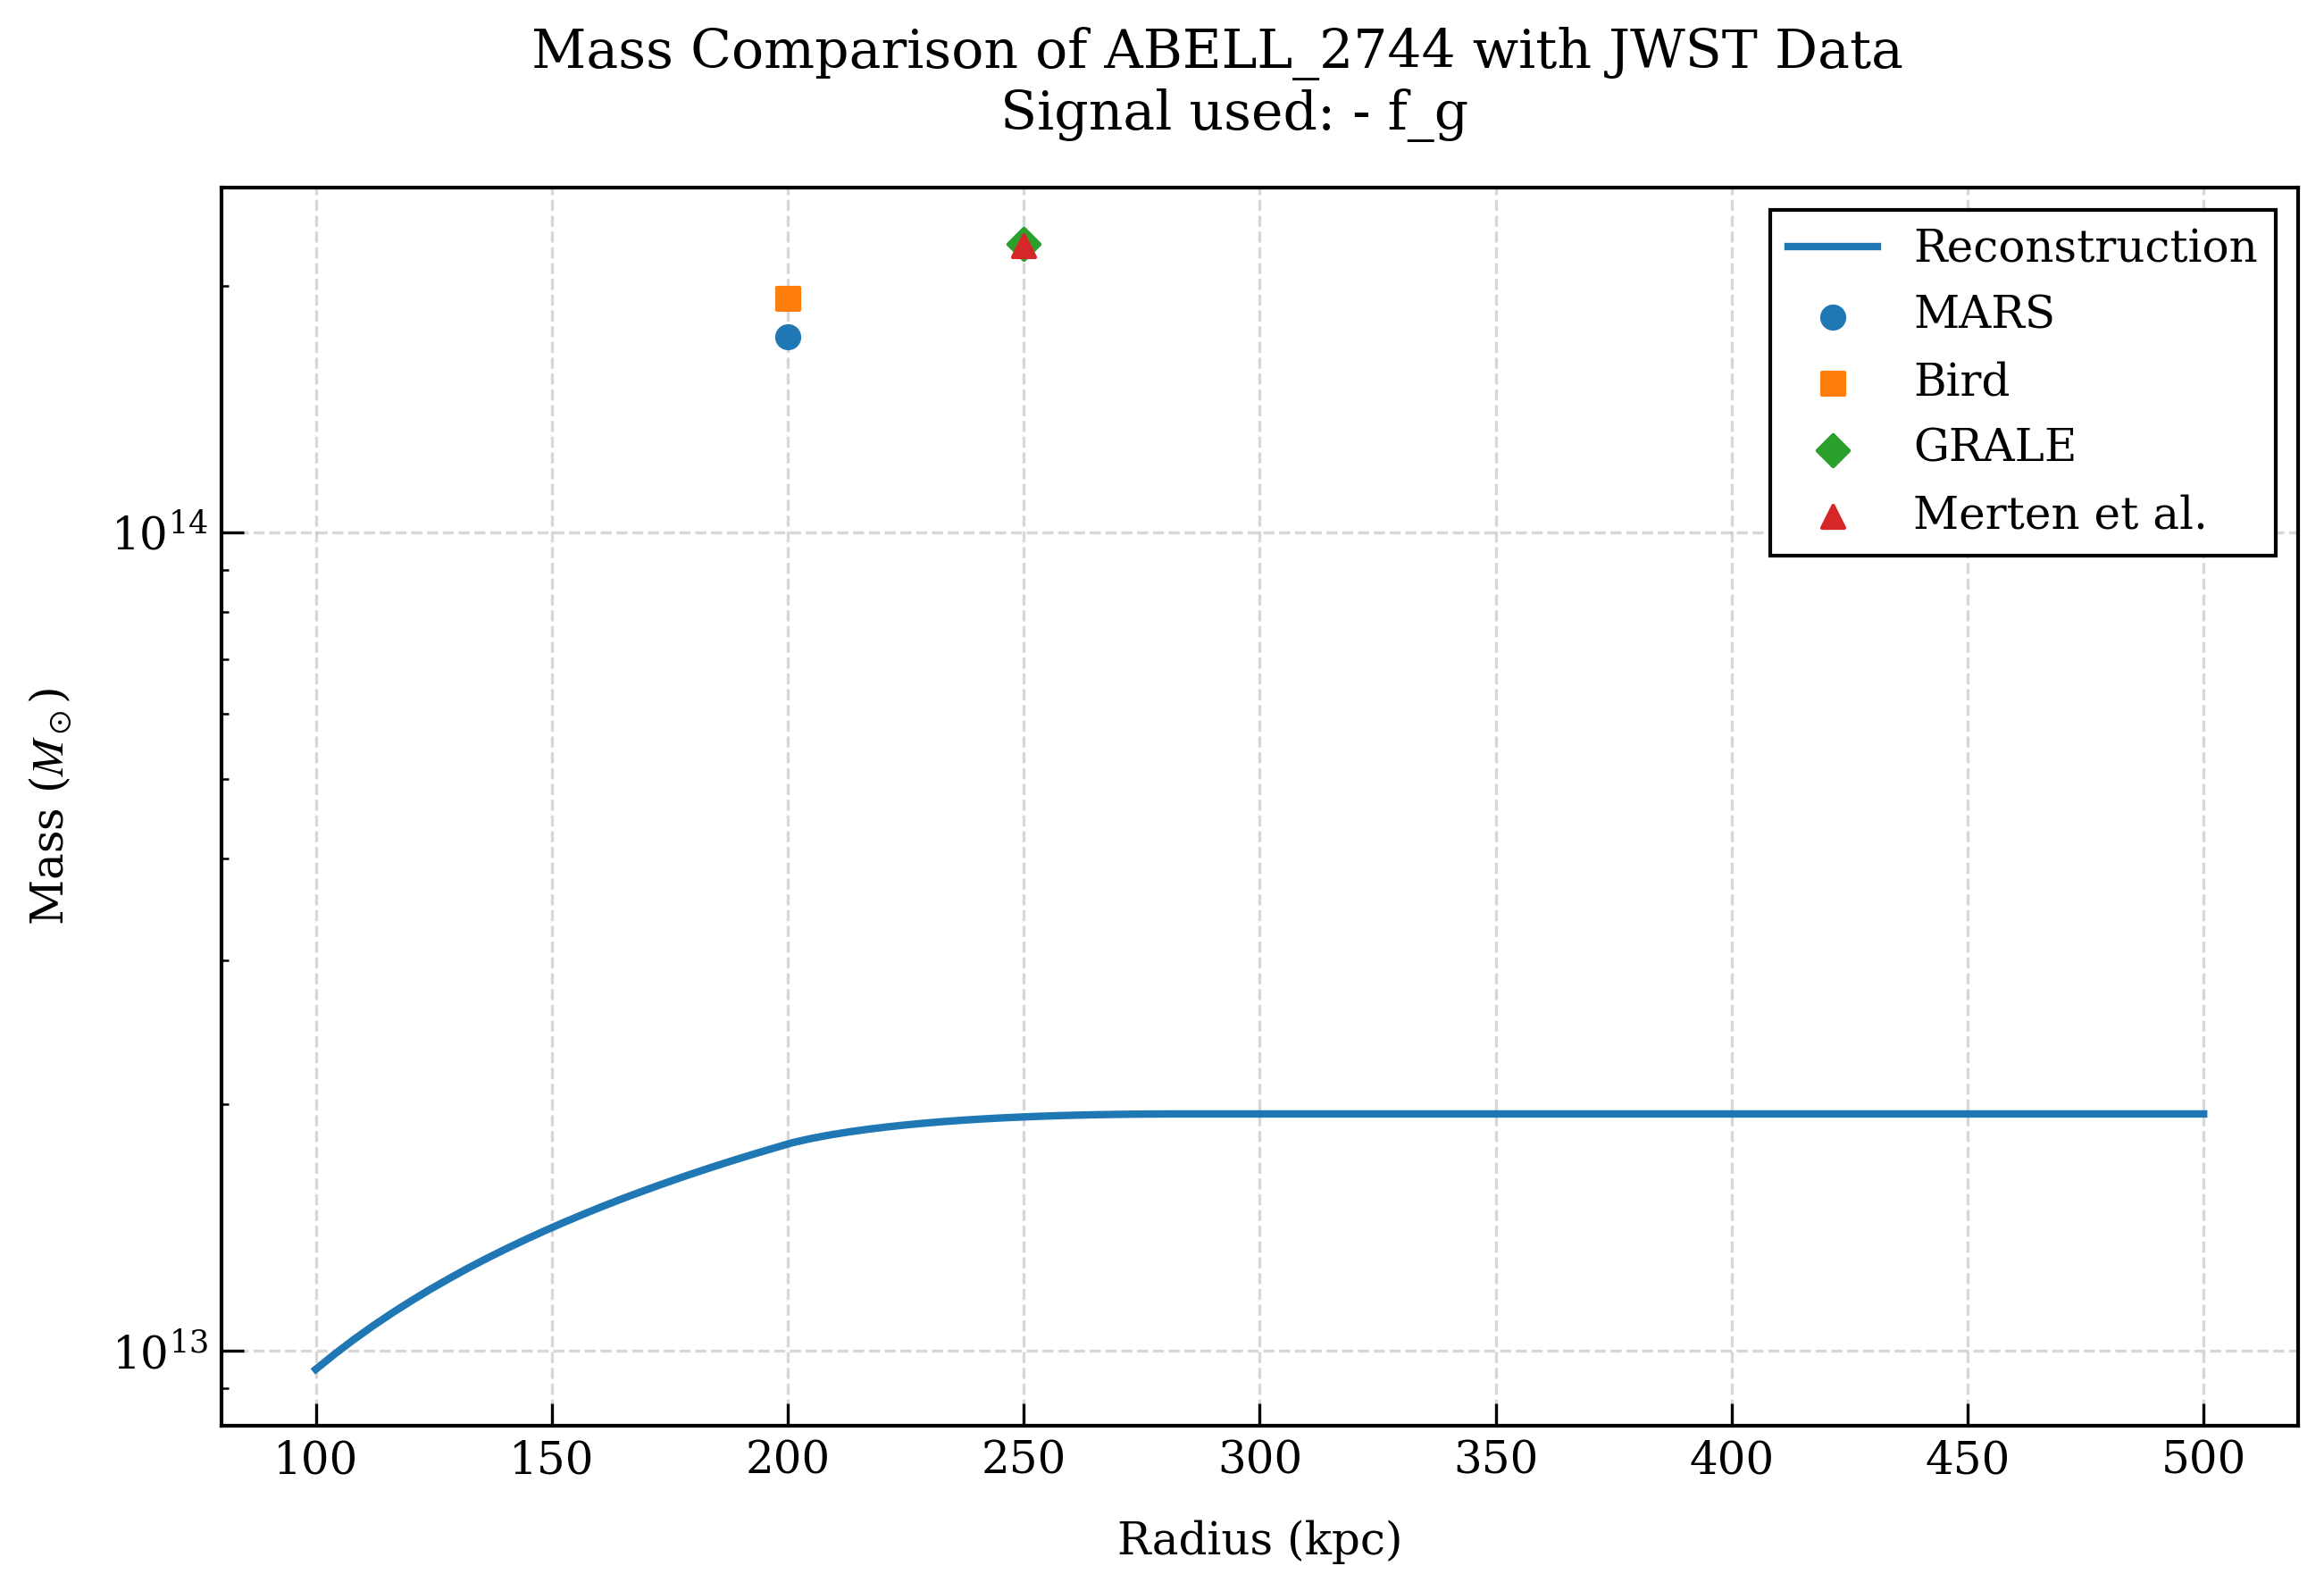 Mass Comparison of ABELL_2744 with JWST Data
Signal used: - f_g
Reconstruction
MARS
Bird
GRALE
Merten et al.
10^14
10^13
Mass (M⊙)
100 150 200 250 300 350 400 450 500
Radius (kpc)